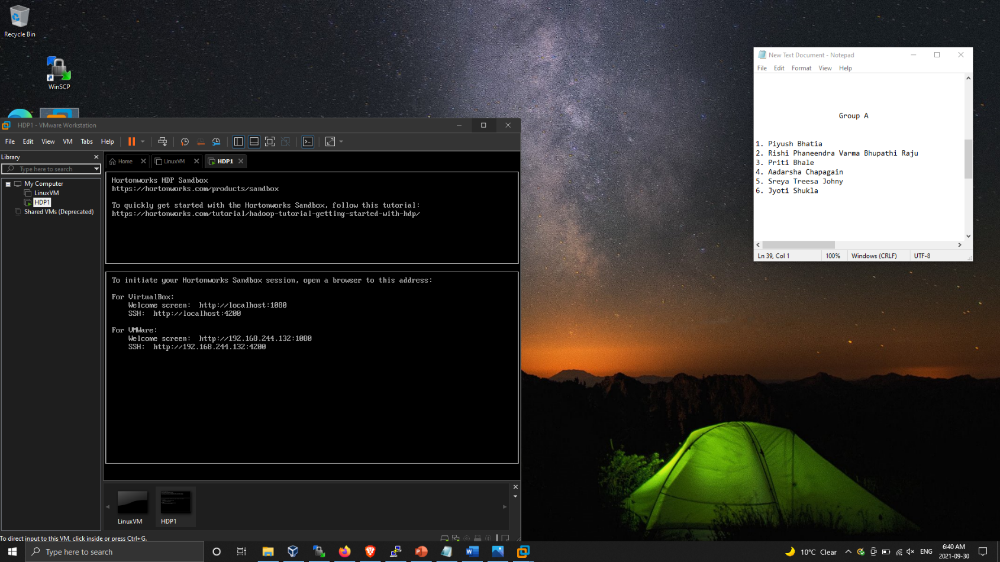 Recycle Bin
WinSCP
HDP1 - VMware Workstation
File Edit View VM Tabs Help
Library
Type here to search
My Computer
LinuxVM
HDP1
Shared VMs (Deprecated)
Home LinuxVM HDP1
Hortonworks HDP Sandbox
https://hortonworks.com/products/sandbox
To quickly get started with the Hortonworks Sandbox, follow this tutorial:
https://hortonworks.com/tutorial/hadoop-tutorial-getting-started-with-hdp/
To initiate your Hortonworks Sandbox session, open a browser to this address:
For VirtualBox:
Welcome screen: http://localhost:1080
SSH: http://localhost:4200
For VMWare:
Welcome screen: http://192.168.244.132:1080
SSH: http://192.168.244.132:4200
LinuxVM HDP1
To direct input to this VM, click inside or press Ctrl+G.
New Text Document - Notepad
File Edit Format View Help
Group A
1. Piyush Bhatia
2. Rishi Phaneendra Varma Bhupathi Raju
3. Priti Bhale
4. Aadarsha Chapagain
5. Sreya Treesa Johny
6. Jyoti Shukla
Ln 39, Col 1 100% Windows (CRLF) UTF-8
Type here to search
10°C Clear ENG
6:40 AM
2021-09-30